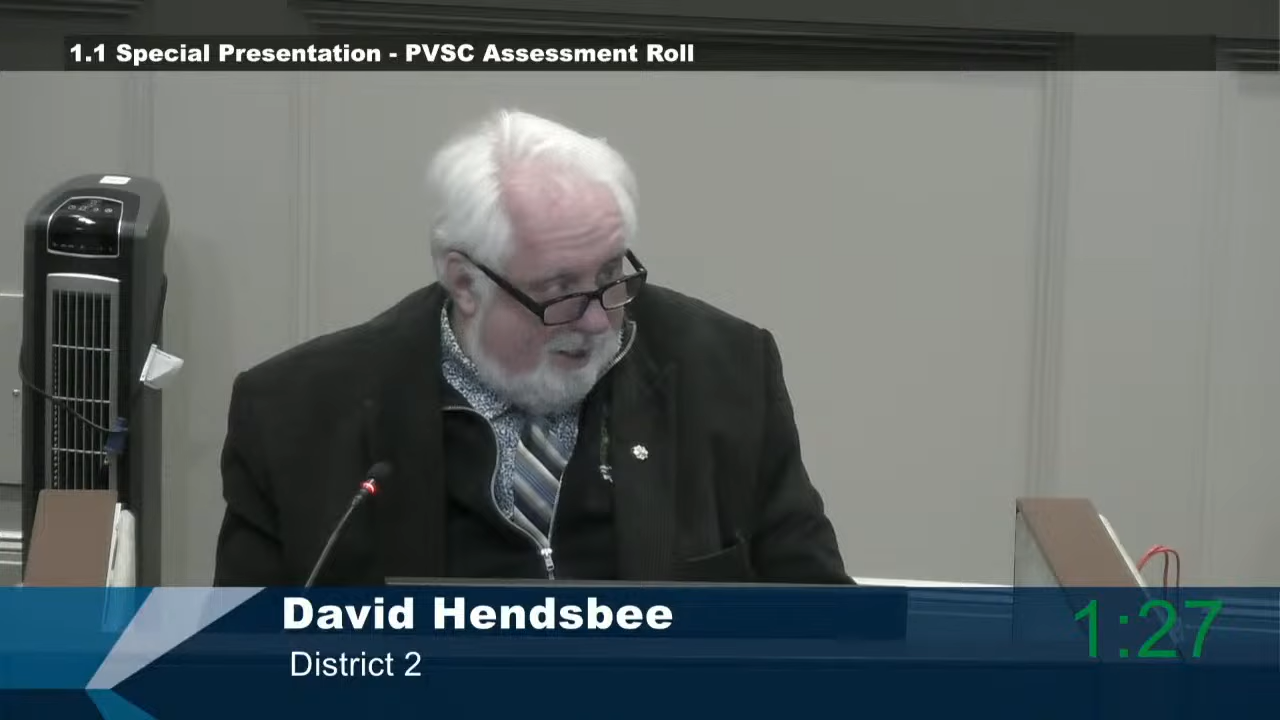 1.1 Special Presentation - PVSC Assessment Roll
David Hendsbee
District 2
1:27